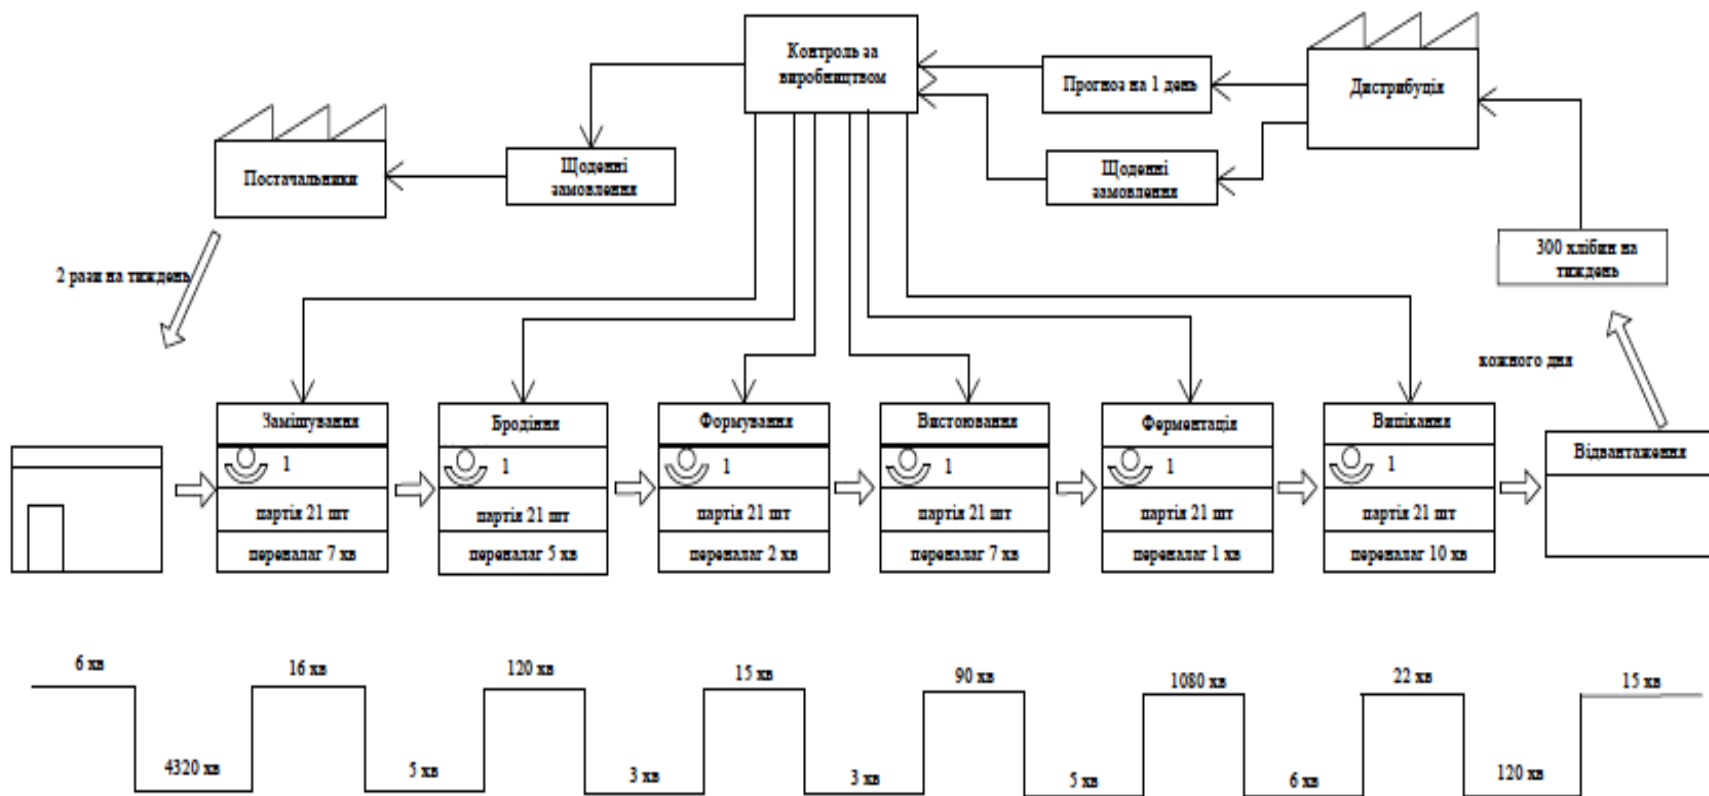 Контроль за
виробництвом
Прогноз на 1 день
Дистрибуція
Постачальники
Щоденні
замовлення
Щоденні
замовлення
300 хлібин на
тиждень
2 рази на тиждень
кожного дня
Замішування
1
партія 21 шт
переналаг 7 хв
Бродіння
1
партія 21 шт
переналаг 5 хв
Формування
1
партія 21 шт
переналаг 2 хв
Вистоювання
1
партія 21 шт
переналаг 7 хв
Ферментація
1
партія 21 шт
переналаг 1 хв
Випікання
1
партія 21 шт
переналаг 10 хв
Відвантаження
6 хв
16 хв
120 хв
15 хв
90 хв
1080 хв
22 хв
15 хв
4320 хв
5 хв
3 хв
3 хв
5 хв
6 хв
120 хв